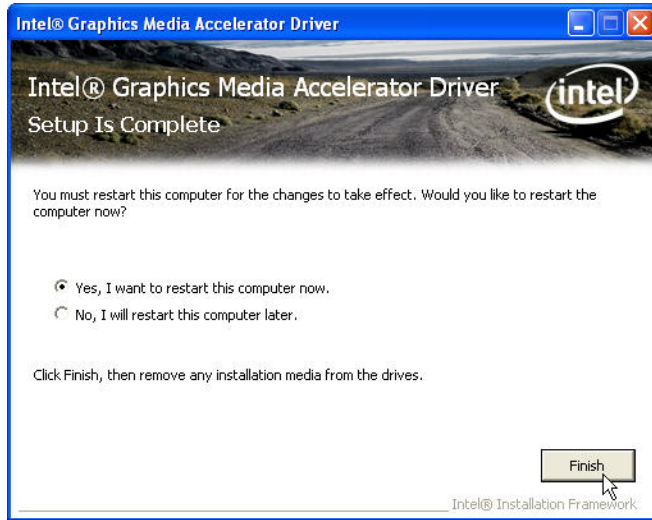 Intel® Graphics Media Accelerator Driver
Intel® Graphics Media Accelerator Driver
intel
Setup Is Complete
You must restart this computer for the changes to take effect. Would you like to restart the
computer now?
Yes, I want to restart this computer now.
No, I will restart this computer later.
Click Finish, then remove any installation media from the drives.
Finish
Intel® Installation Framework